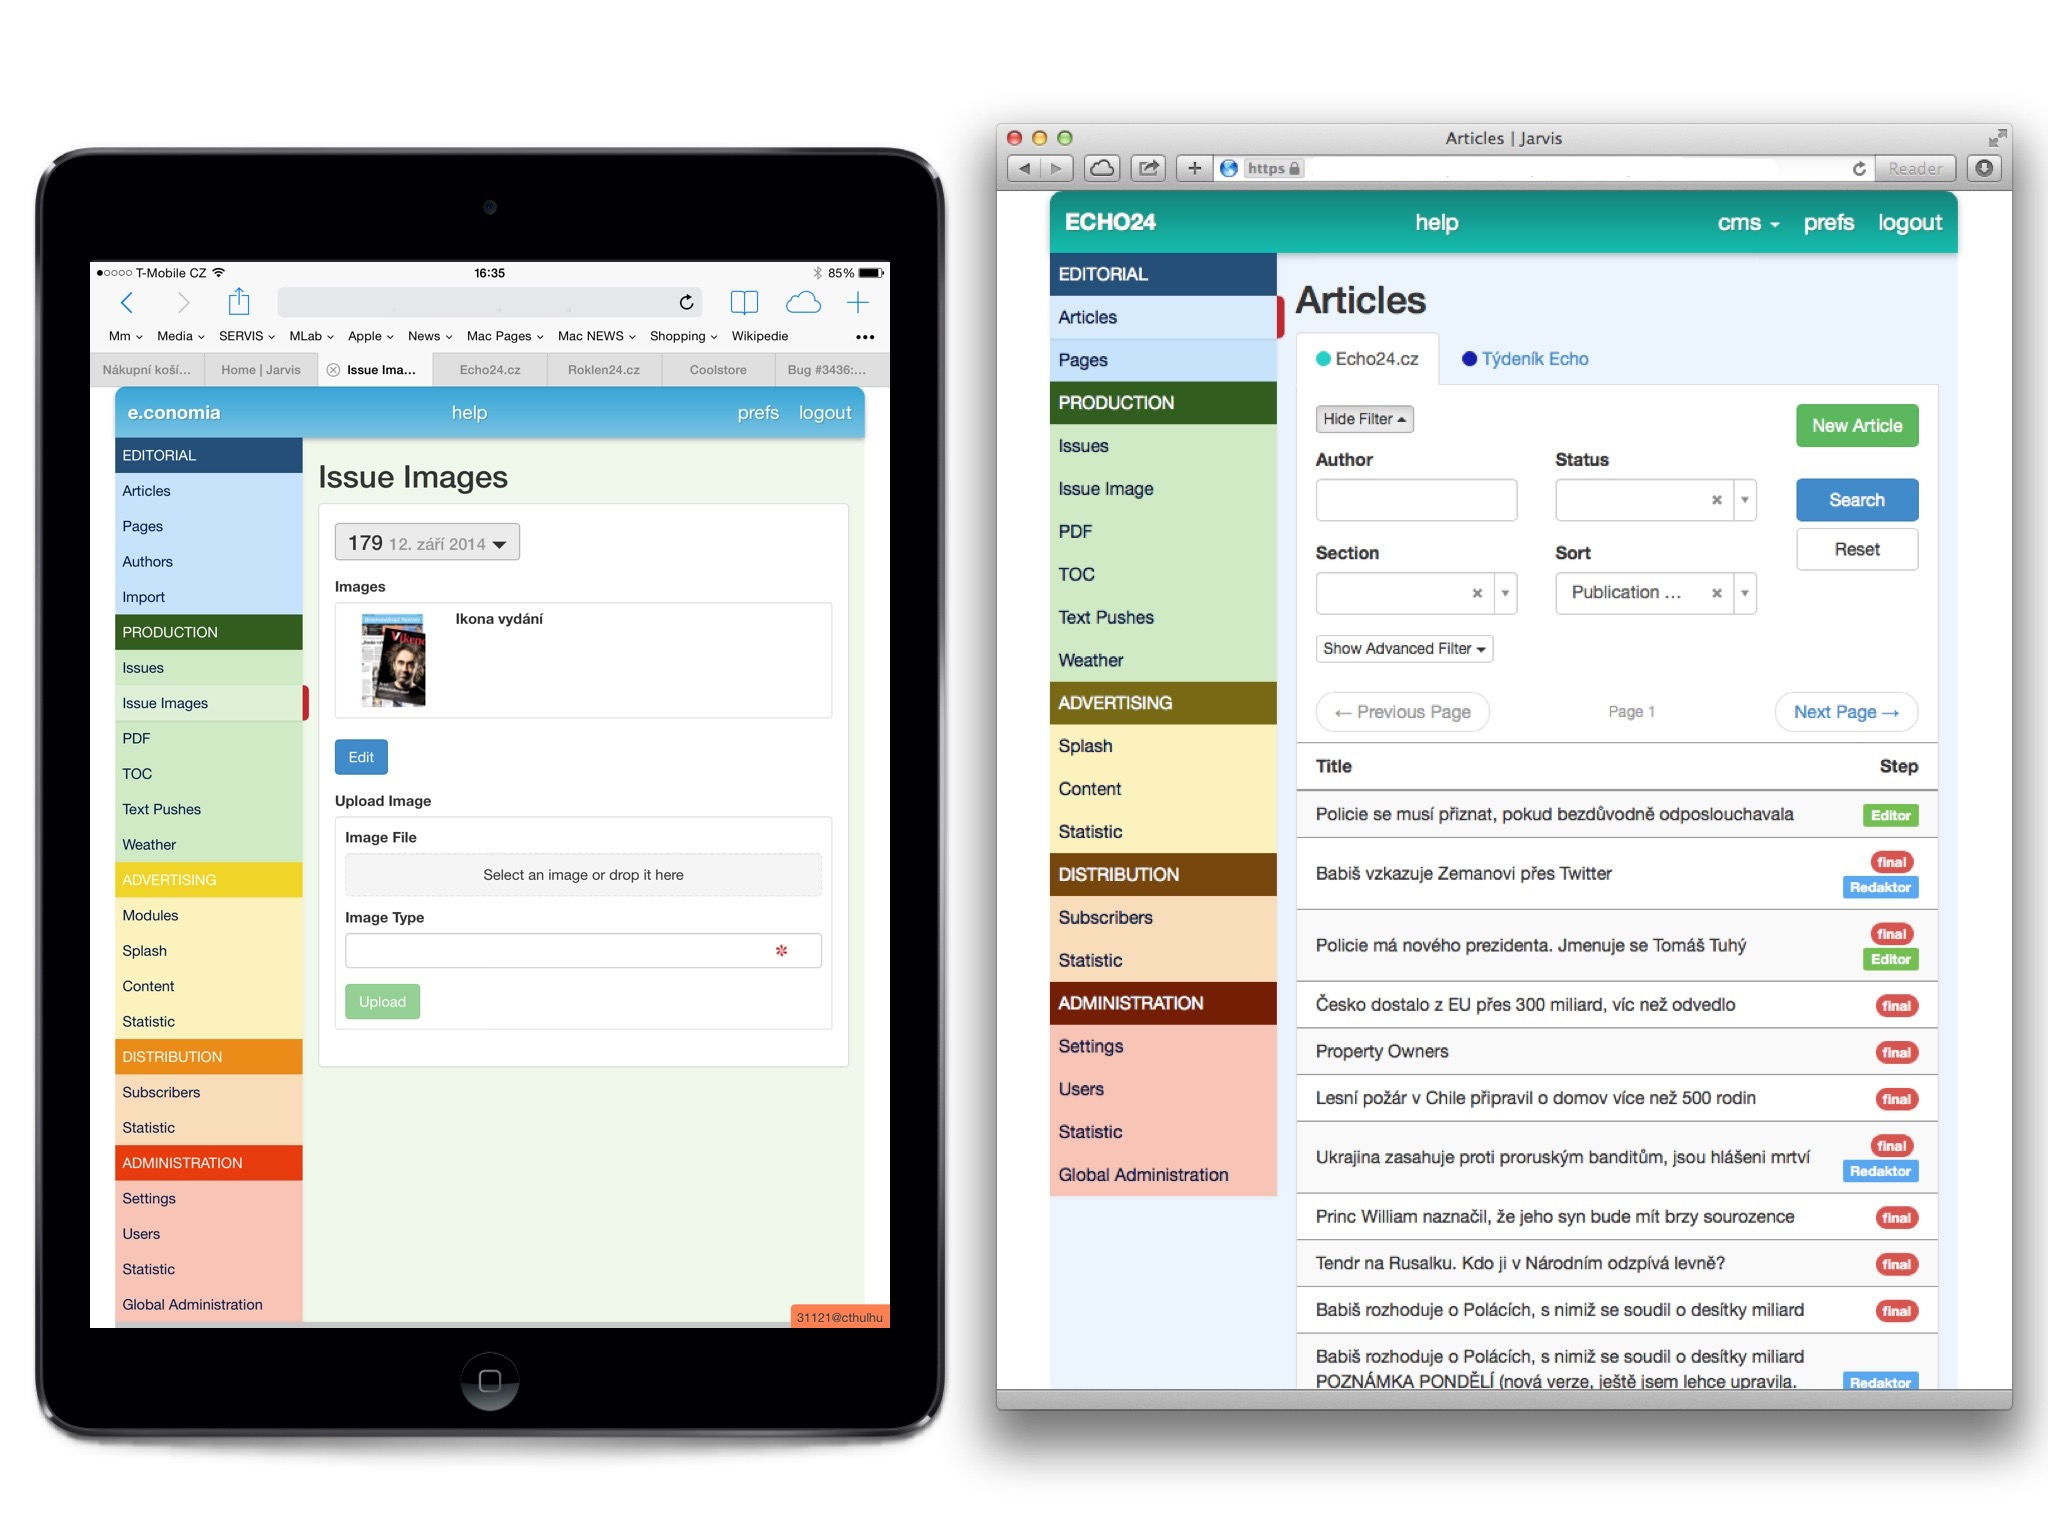 T-Mobile CZ
16:35
85%
Mm
Media
SERVIS
MLab
Apple
News
Mac Pages
Mac NEWS
Shopping
Wikipedie
•••
Nákupní koší...
Home | Jarvis
Issue Ima...
Echo24.cz
Roklen24.cz
Coolstore
Bug #3436:...
e.conomia
help
prefs
logout
EDITORIAL
Articles
Pages
Authors
Import
PRODUCTION
Issues
Issue Images
PDF
TOC
Text Pushes
Weather
ADVERTISING
Modules
Splash
Content
Statistic
DISTRIBUTION
Subscribers
Statistic
ADMINISTRATION
Settings
Users
Statistic
Global Administration
Issue Images
179 12. září 2014
Images
Víkend
Ikona vydání
Edit
Upload Image
Image File
Select an image or drop it here
Image Type
Upload
31121@cthulhu
Articles | Jarvis
https
Reader
ECHO24
help
cms
prefs
logout
EDITORIAL
Articles
Pages
PRODUCTION
Issues
Issue Image
PDF
TOC
Text Pushes
Weather
ADVERTISING
Splash
Content
Statistic
DISTRIBUTION
Subscribers
Statistic
ADMINISTRATION
Settings
Users
Statistic
Global Administration
Articles
Echo24.cz
Týdeník Echo
Hide Filter
New Article
Author
Status
Search
Reset
Section
Sort
Publication ...
Show Advanced Filter
← Previous Page
Page 1
Next Page →
Title
Step
Policie se musí přiznat, pokud bezdůvodně odposlouchavala
Editor
Babiš vzkazuje Zemanovi přes Twitter
final
Redaktor
Policie má nového prezidenta. Jmenuje se Tomáš Tuhý
final
Editor
Česko dostalo z EU přes 300 miliard, víc než odvedlo
final
Property Owners
final
Lesní požár v Chile připravil o domov více než 500 rodin
final
Ukrajina zasahuje proti proruským banditům, jsou hlášeni mrtví
final
Redaktor
Princ William naznačil, že jeho syn bude mít brzy sourozence
final
Tendr na Rusalku. Kdo ji v Národním odzpívá levně?
final
Babiš rozhoduje o Polácích, s nimiž se soudil o desítky miliard
final
Babiš rozhoduje o Polácích, s nimiž se soudil o desítky miliard
POZNÁMKA PONDĚLÍ (nová verze, ještě jsem lehce upravila.
Redaktor